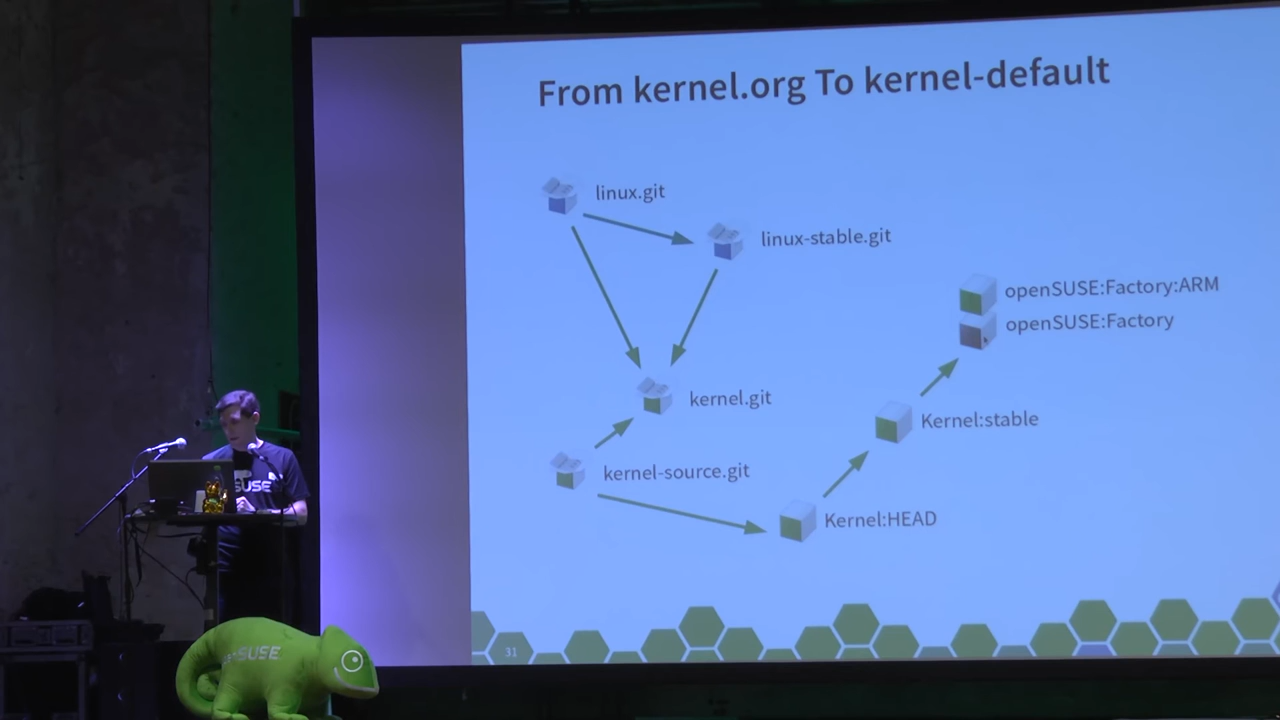 From kernel.org To kernel-default
linux.git
linux-stable.git
openSUSE:Factory:ARM
openSUSE:Factory
kernel.git
Kernel:stable
kernel-source.git
Kernel:HEAD
31
SUSE
SUSE